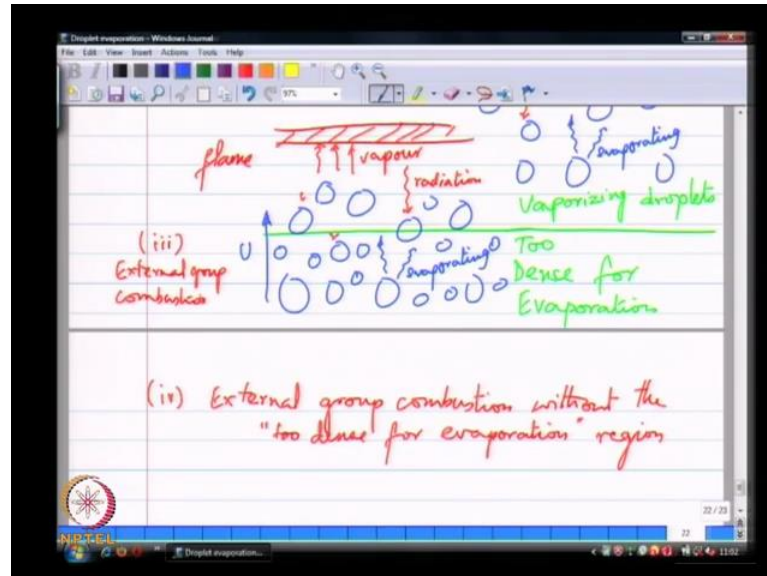 Droplet evaporation - Windows Journal
File Edit View Insert Actions Tools Help
B I
97%
flame
vapour
radiation
evaporating
Vaporizing droplets
(iii)
External group
combustion
U
evaporating
Too
Dense for
Evaporation
(iv) External group combustion without the
"too dense for evaporation" region
22 / 23
22
NPTEL
Droplet evaporation...
11:02